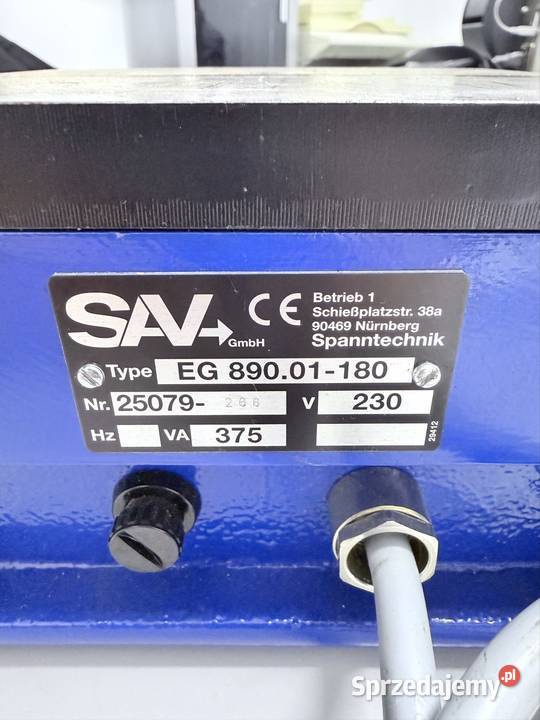 SAV
GmbH
CE
Betrieb 1
Schießplatzstr. 38a
90469 Nürnberg
Spanntechnik
Type EG 890.01-180
Nr. 25079- 266 V 230
Hz VA 375
29412
Sprzedajemy.pl